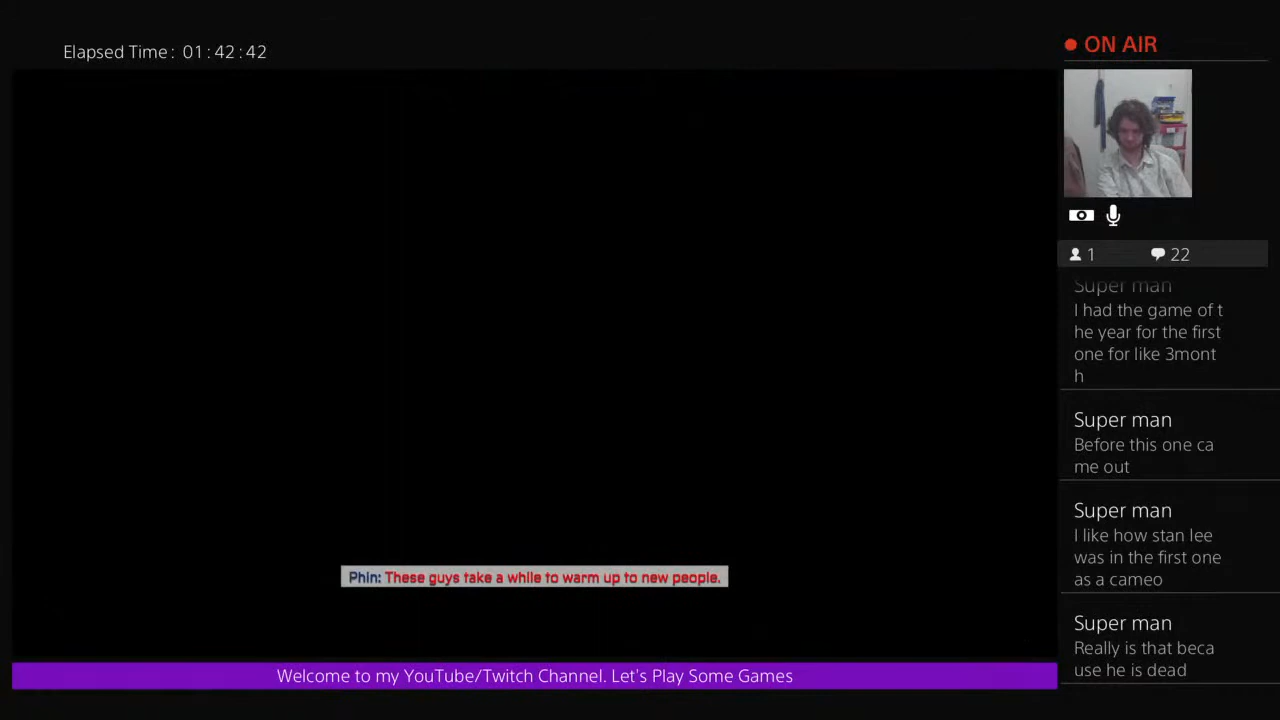 Elapsed Time: 01:42:42
ON AIR
1 22
Super man
I had the game of t
he year for the first
one for like 3mont
h
Super man
Before this one ca
me out
Super man
I like how stan lee
was in the first one
as a cameo
Super man
Really is that beca
use he is dead
Phin: These guys take a while to warm up to new people.
Welcome to my YouTube/Twitch Channel. Let's Play Some Games